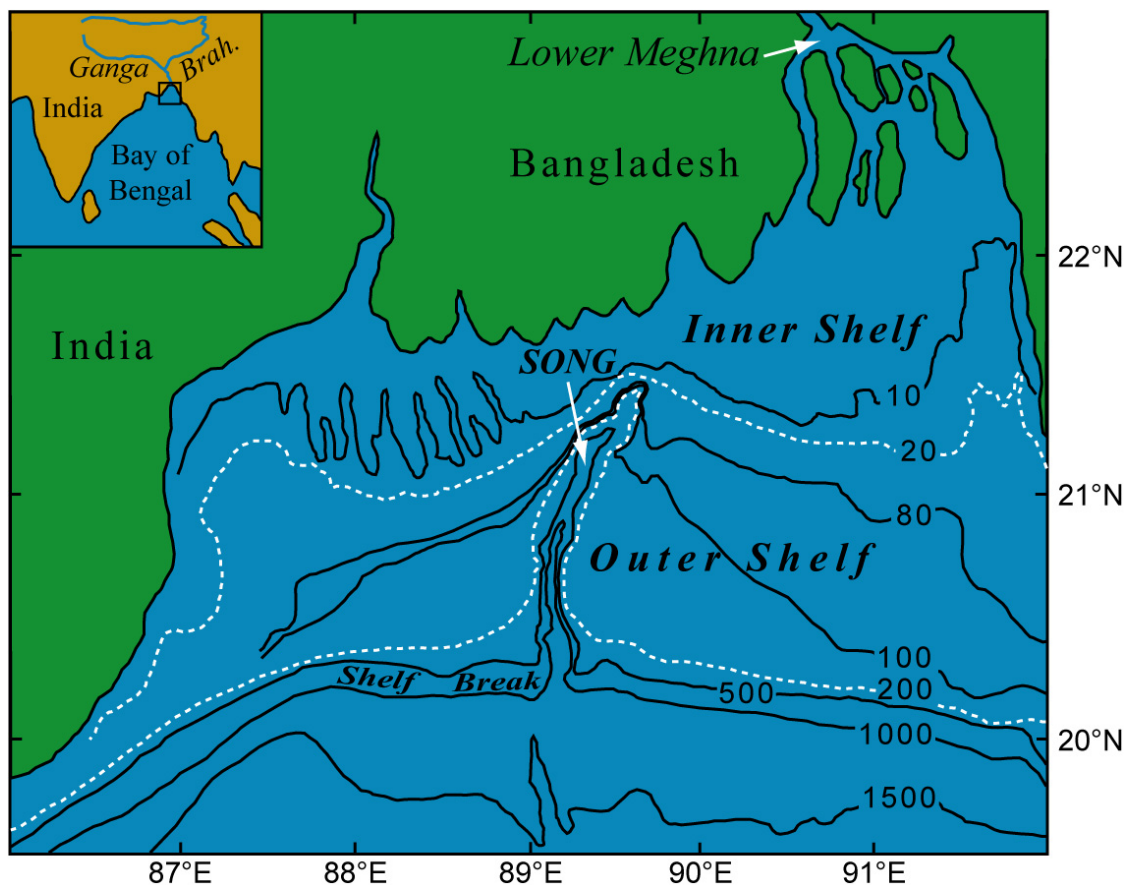 Ganga
Brah.
India
Bay of
Bengal
Lower Meghna
Bangladesh
22°N
India
Inner Shelf
SONG
10
20
21°N
80
Outer Shelf
100
Shelf Break
500
200
1000
20°N
1500
87°E
88°E
89°E
90°E
91°E